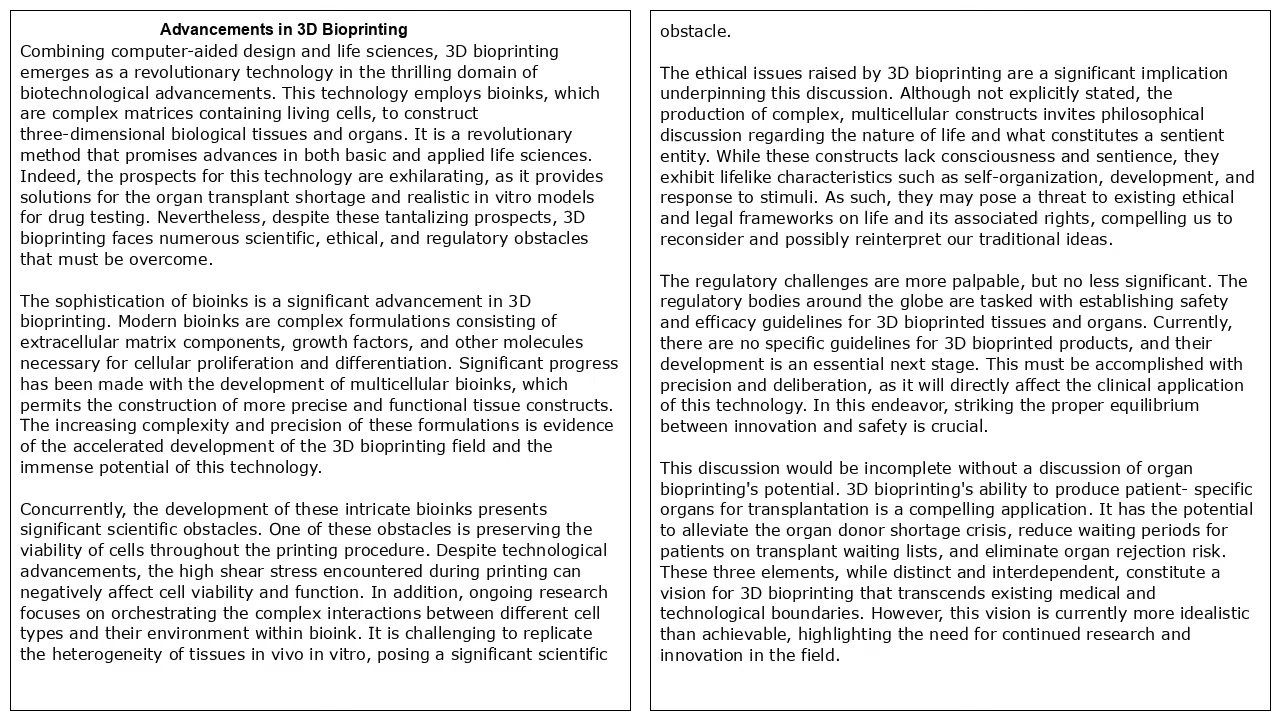 Advancements in 3D Bioprinting
Combining computer-aided design and life sciences, 3D bioprinting
emerges as a revolutionary technology in the thrilling domain of
biotechnological advancements. This technology employs bioinks, which
are complex matrices containing living cells, to construct
three-dimensional biological tissues and organs. It is a revolutionary
method that promises advances in both basic and applied life sciences.
Indeed, the prospects for this technology are exhilarating, as it provides
solutions for the organ transplant shortage and realistic in vitro models
for drug testing. Nevertheless, despite these tantalizing prospects, 3D
bioprinting faces numerous scientific, ethical, and regulatory obstacles
that must be overcome.

The sophistication of bioinks is a significant advancement in 3D
bioprinting. Modern bioinks are complex formulations consisting of
extracellular matrix components, growth factors, and other molecules
necessary for cellular proliferation and differentiation. Significant progress
has been made with the development of multicellular bioinks, which
permits the construction of more precise and functional tissue constructs.
The increasing complexity and precision of these formulations is evidence
of the accelerated development of the 3D bioprinting field and the
immense potential of this technology.

Concurrently, the development of these intricate bioinks presents
significant scientific obstacles. One of these obstacles is preserving the
viability of cells throughout the printing procedure. Despite technological
advancements, the high shear stress encountered during printing can
negatively affect cell viability and function. In addition, ongoing research
focuses on orchestrating the complex interactions between different cell
types and their environment within bioink. It is challenging to replicate
the heterogeneity of tissues in vivo in vitro, posing a significant scientific
obstacle.

The ethical issues raised by 3D bioprinting are a significant implication
underpinning this discussion. Although not explicitly stated, the
production of complex, multicellular constructs invites philosophical
discussion regarding the nature of life and what constitutes a sentient
entity. While these constructs lack consciousness and sentience, they
exhibit lifelike characteristics such as self-organization, development, and
response to stimuli. As such, they may pose a threat to existing ethical
and legal frameworks on life and its associated rights, compelling us to
reconsider and possibly reinterpret our traditional ideas.

The regulatory challenges are more palpable, but no less significant. The
regulatory bodies around the globe are tasked with establishing safety
and efficacy guidelines for 3D bioprinted tissues and organs. Currently,
there are no specific guidelines for 3D bioprinted products, and their
development is an essential next stage. This must be accomplished with
precision and deliberation, as it will directly affect the clinical application
of this technology. In this endeavor, striking the proper equilibrium
between innovation and safety is crucial.

This discussion would be incomplete without a discussion of organ
bioprinting's potential. 3D bioprinting's ability to produce patient- specific
organs for transplantation is a compelling application. It has the potential
to alleviate the organ donor shortage crisis, reduce waiting periods for
patients on transplant waiting lists, and eliminate organ rejection risk.
These three elements, while distinct and interdependent, constitute a
vision for 3D bioprinting that transcends existing medical and
technological boundaries. However, this vision is currently more idealistic
than achievable, highlighting the need for continued research and
innovation in the field.